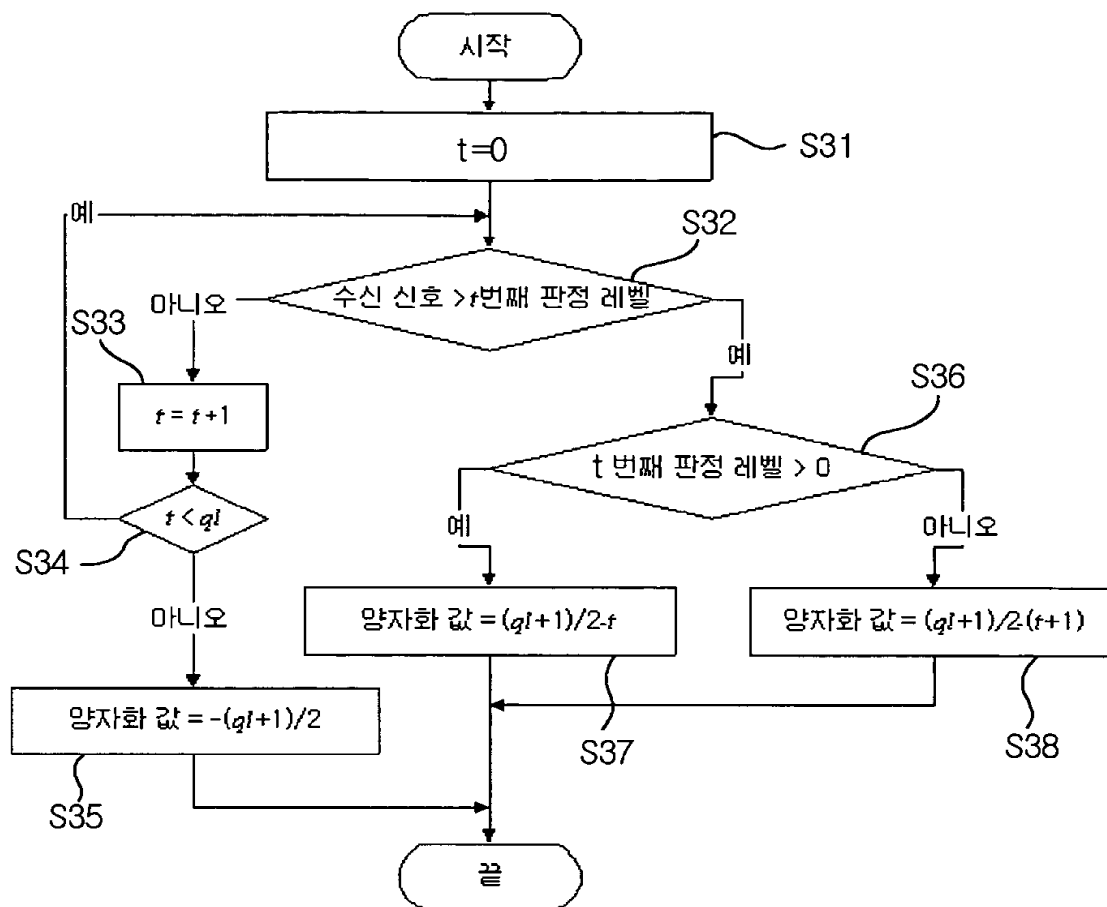 시작
t=0
S31
예
S32
수신 신호 > t번째 판정 레벨
아니오
S33
예
S36
t = t+1
t 번째 판정 레벨 > 0
t < ql
S34
예
아니오
아니오
양자화 값 = (ql+1)/2-t
양자화 값 = (ql+1)/2-(t+1)
양자화 값 = -(ql+1)/2
S37
S38
S35
끝